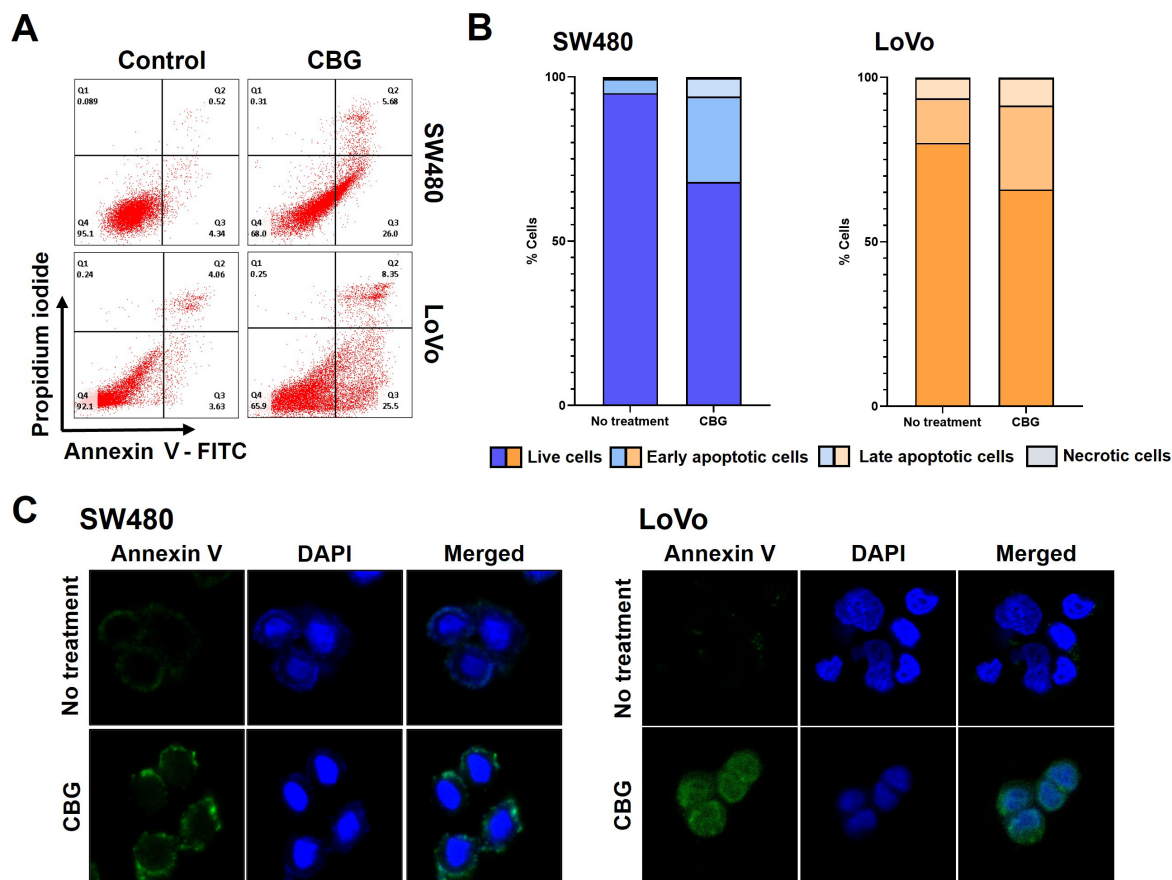 A
Control
CBG
Q1
0.089
Q2
0.52
Q4
95.1
Q3
4.34
Q1
0.31
Q2
5.68
Q4
68.0
Q3
26.0
SW480
Q1
0.24
Q2
4.06
Q4
92.1
Q3
3.63
Q1
0.25
Q2
8.35
Q4
65.9
Q3
25.5
LoVo
Propidium iodide
Annexin V - FITC
B
SW480
100
50
0
% Cells
No treatment
CBG
LoVo
100
50
0
% Cells
No treatment
CBG
Live cells
Early apoptotic cells
Late apoptotic cells
Necrotic cells
C
SW480
Annexin V
DAPI
Merged
No treatment
CBG
LoVo
Annexin V
DAPI
Merged
No treatment
CBG